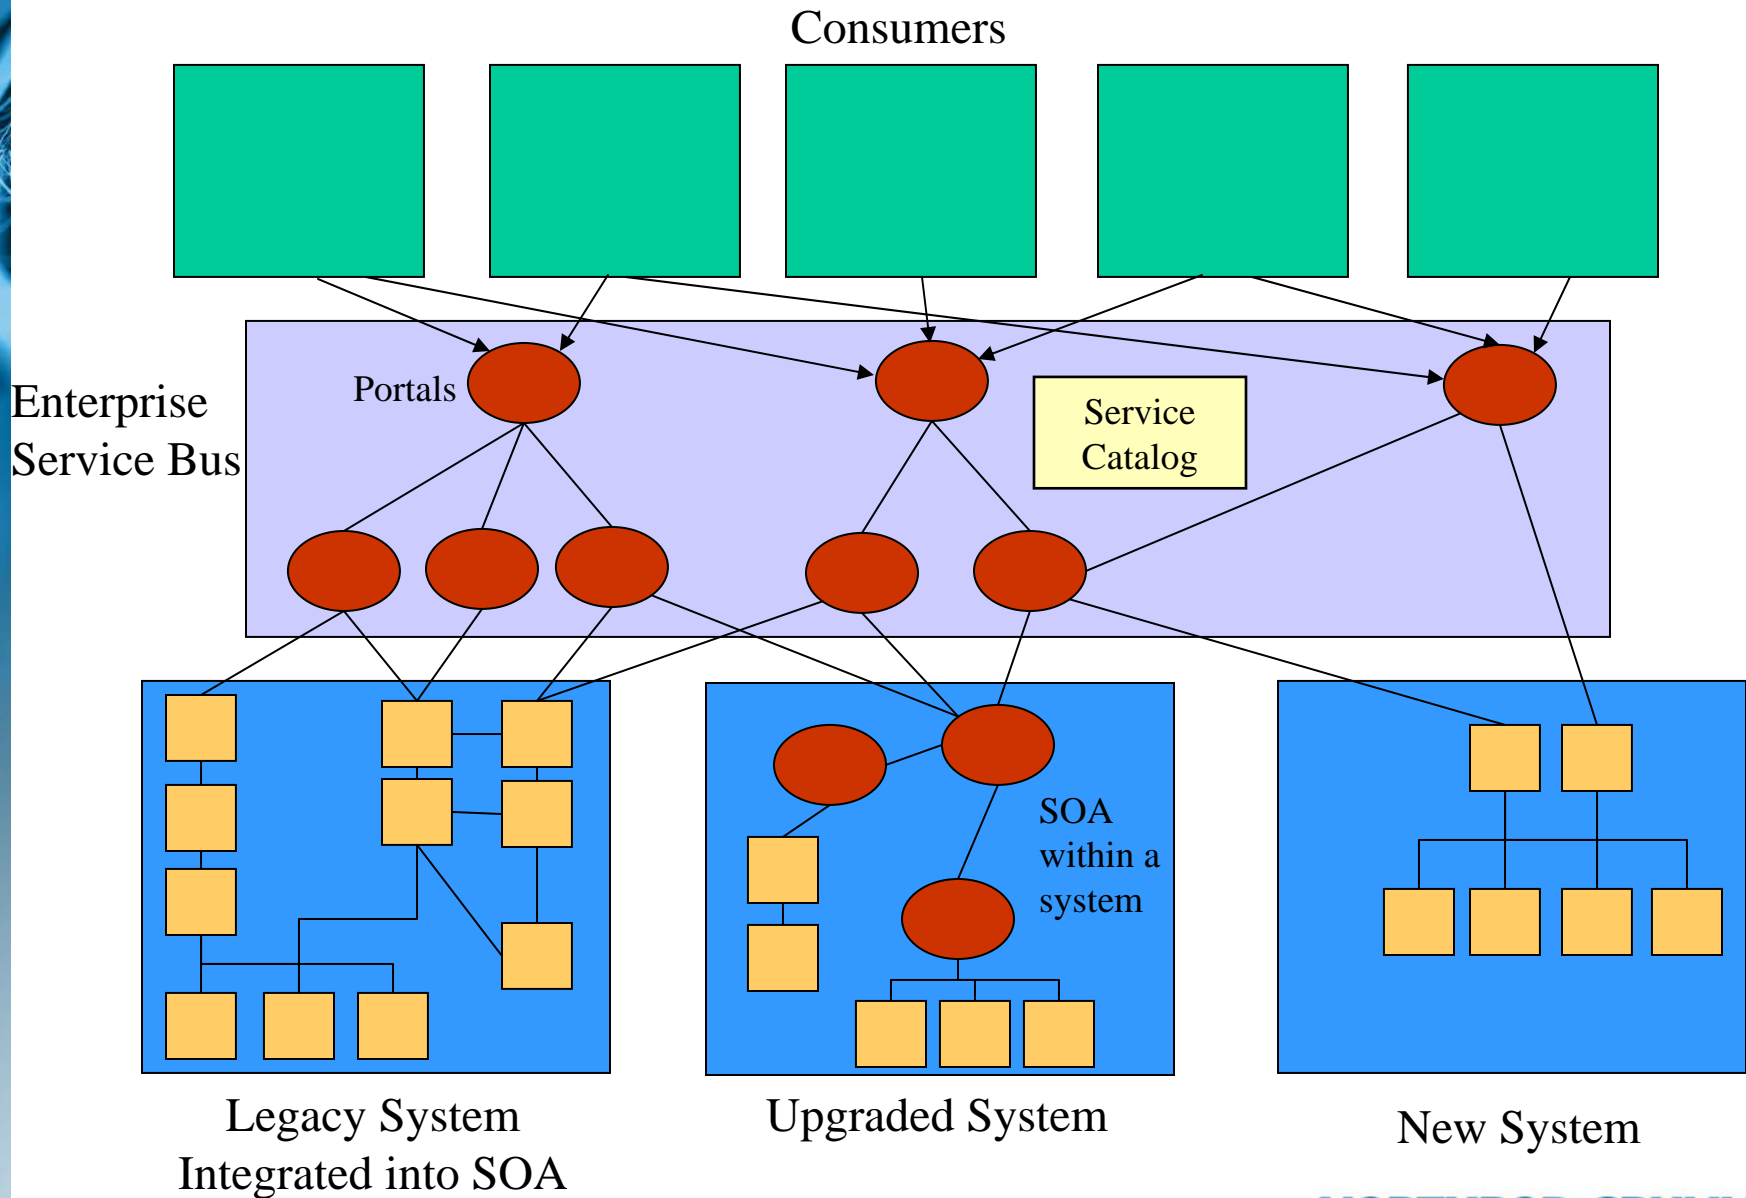 Consumers
Portals
Enterprise
Service Bus
Service
Catalog
SOA
within a
system
Legacy System
Integrated into SOA
Upgraded System
New System